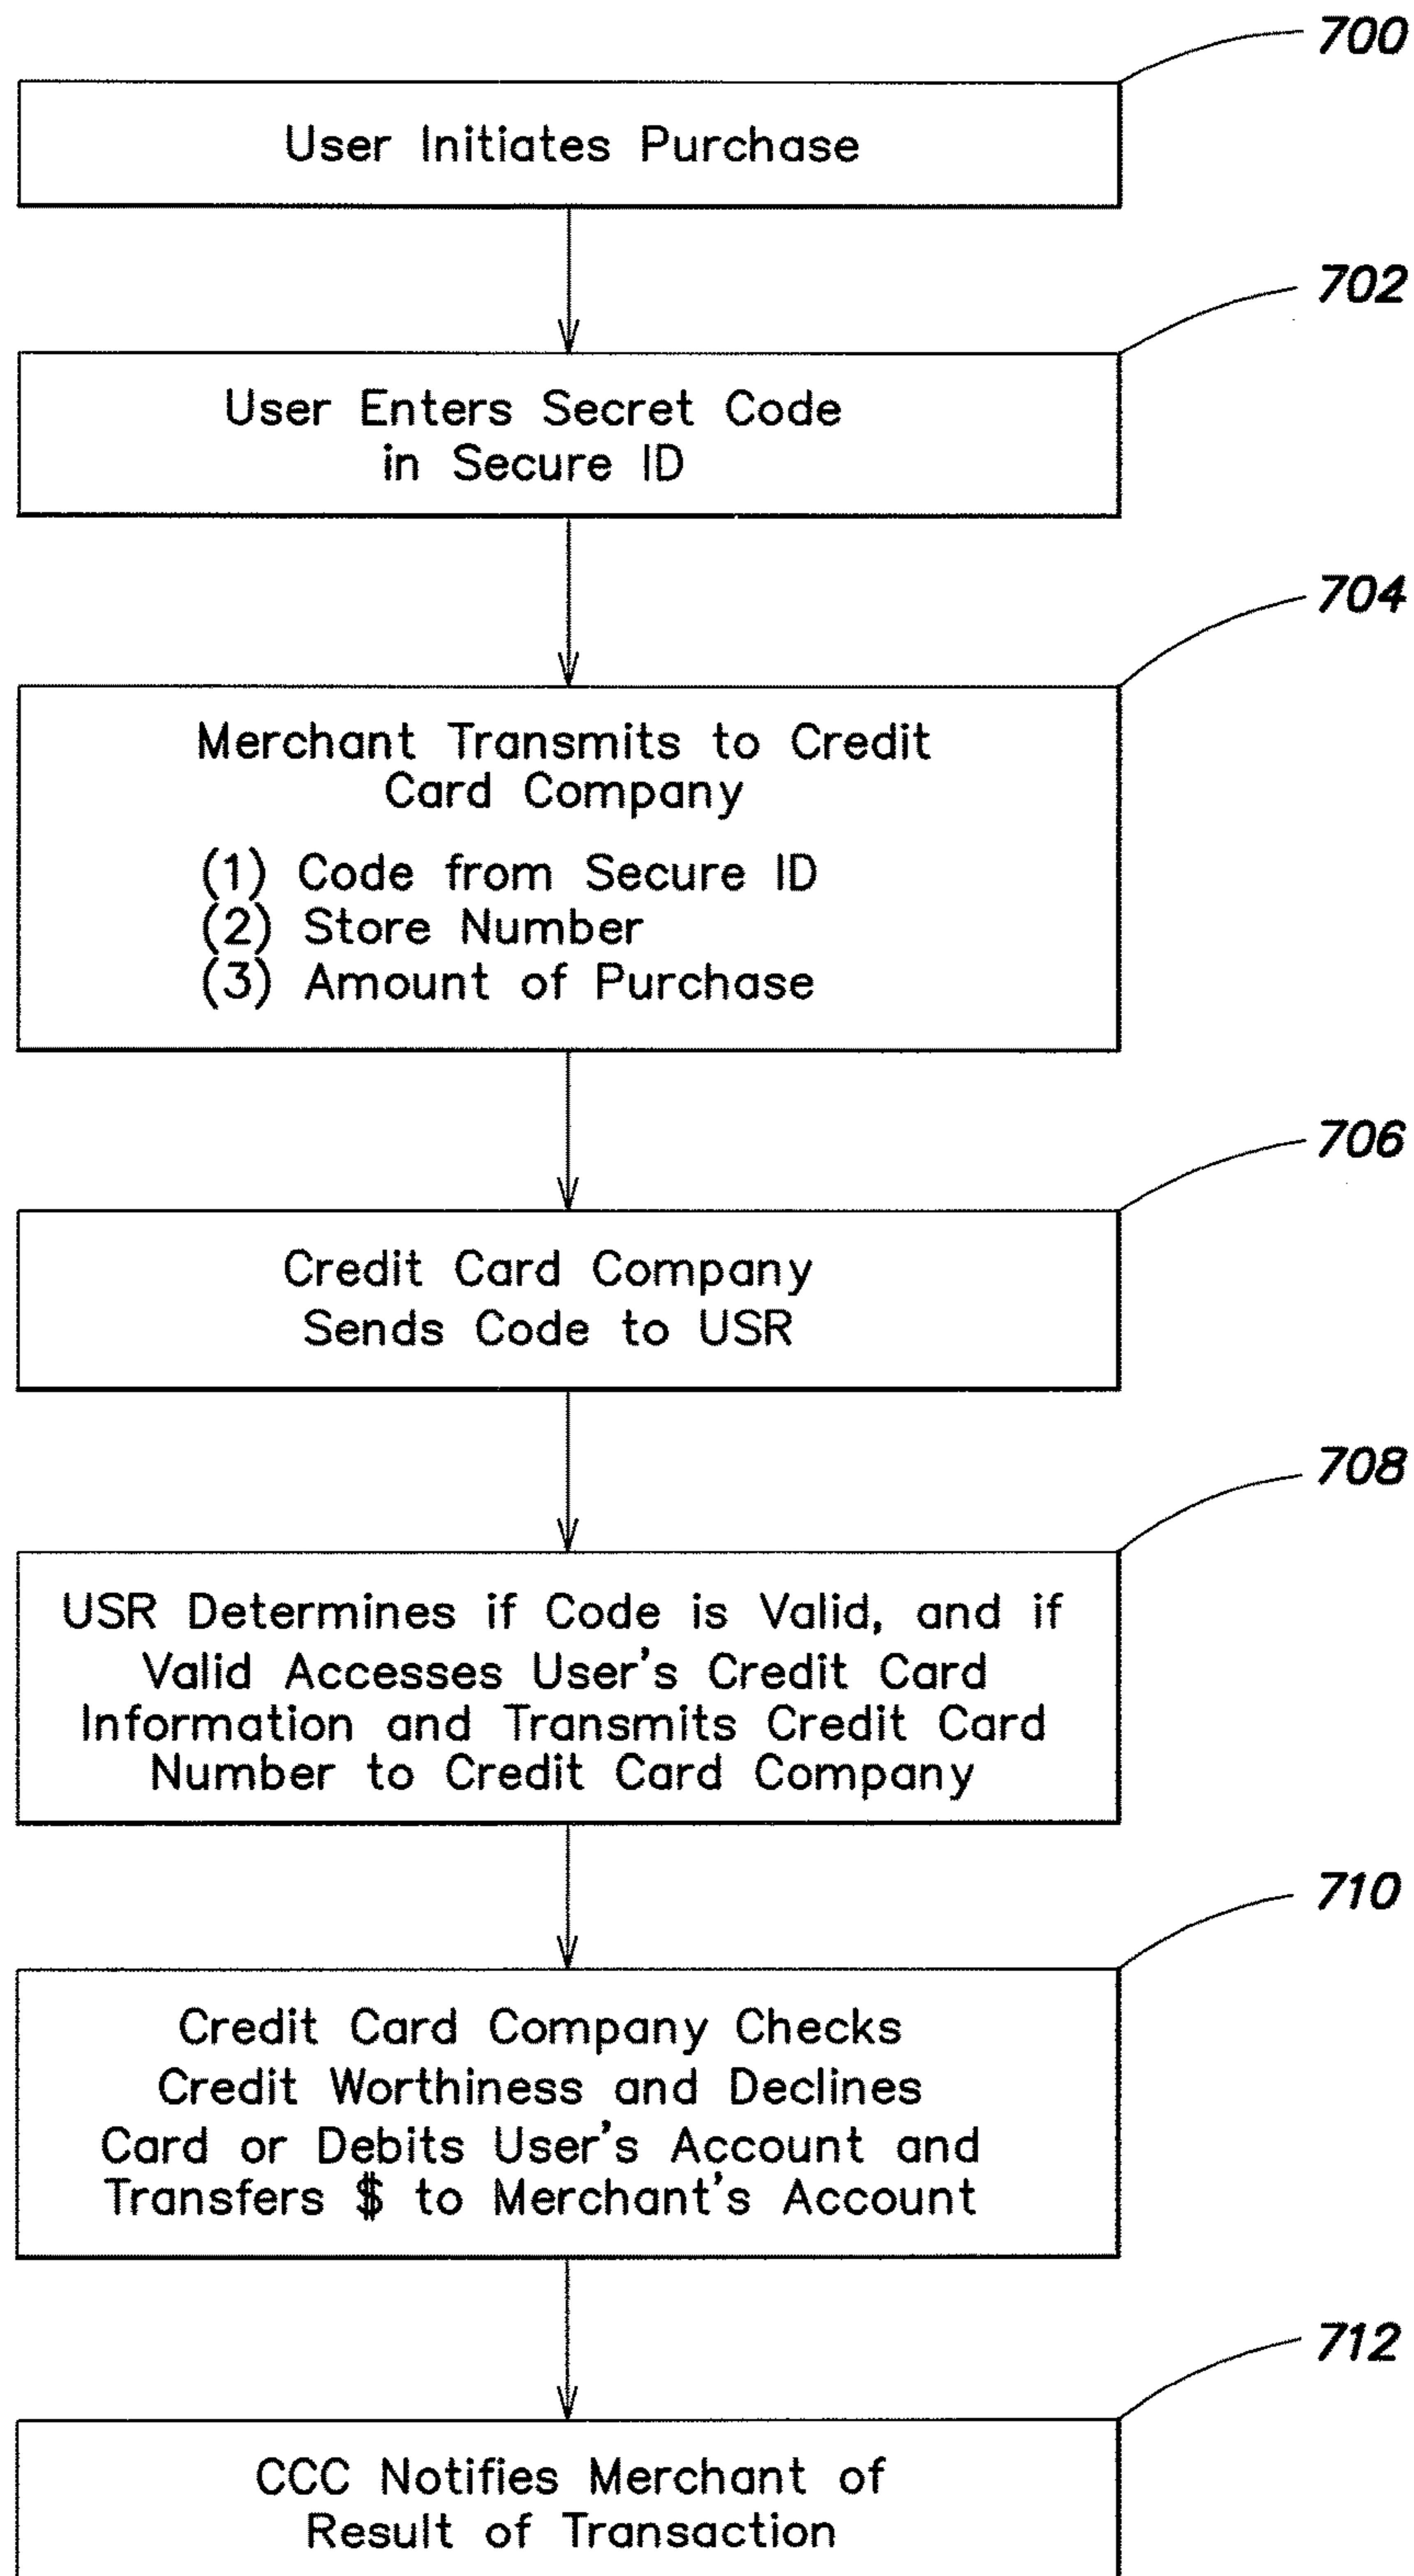 700
User Initiates Purchase
702
User Enters Secret Code
in Secure ID
704
Merchant Transmits to Credit
Card Company
(1) Code from Secure ID
(2) Store Number
(3) Amount of Purchase
706
Credit Card Company
Sends Code to USR
708
USR Determines if Code is Valid, and if
Valid Accesses User's Credit Card
Information and Transmits Credit Card
Number to Credit Card Company
710
Credit Card Company Checks
Credit Worthiness and Declines
Card or Debits User's Account and
Transfers $ to Merchant's Account
712
CCC Notifies Merchant of
Result of Transaction